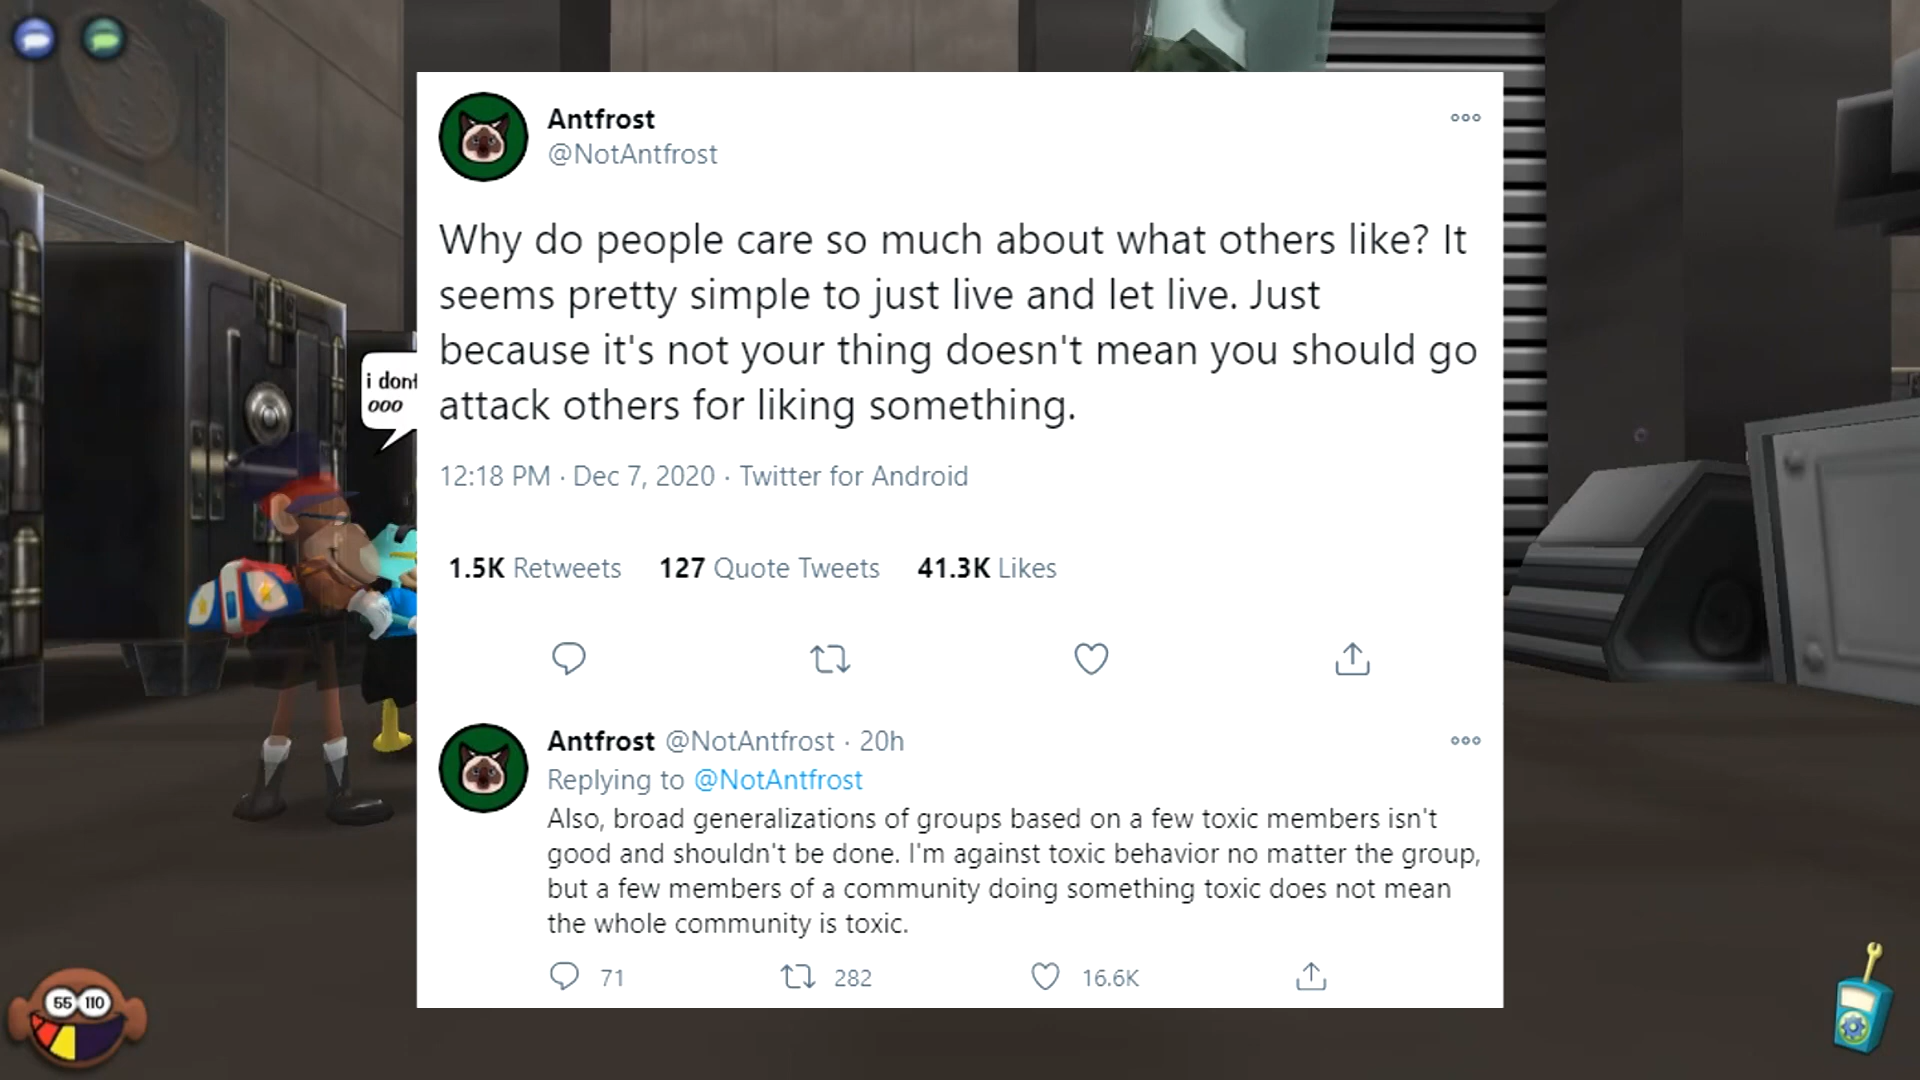 Antfrost
@NotAntfrost
Why do people care so much about what others like? It
seems pretty simple to just live and let live. Just
because it's not your thing doesn't mean you should go
attack others for liking something.
12:18 PM · Dec 7, 2020 · Twitter for Android
1.5K Retweets 127 Quote Tweets 41.3K Likes
Antfrost @NotAntfrost · 20h
Replying to @NotAntfrost
Also, broad generalizations of groups based on a few toxic members isn't
good and shouldn't be done. I'm against toxic behavior no matter the group,
but a few members of a community doing something toxic does not mean
the whole community is toxic.
71 282 16.6K
i dont
ooo
55 110